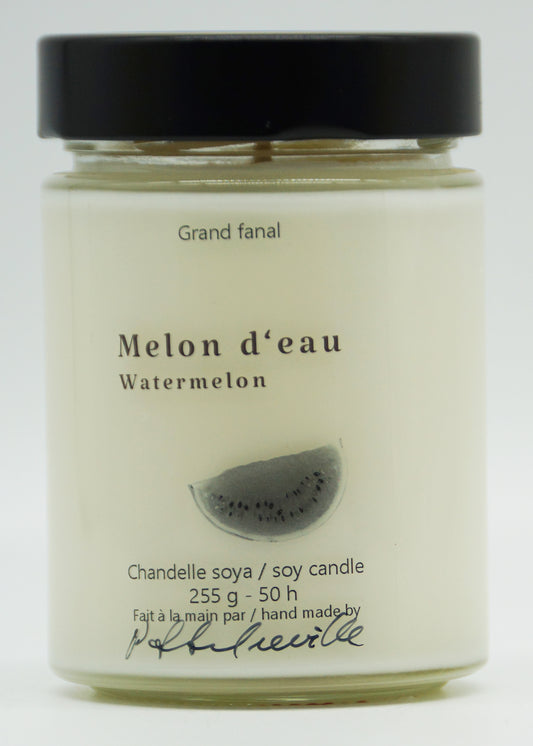 Grand fanal
Melon d‘eau
Watermelon
Chandelle soya / soy candle
255 g - 50 h
Fait à la main par / hand made by